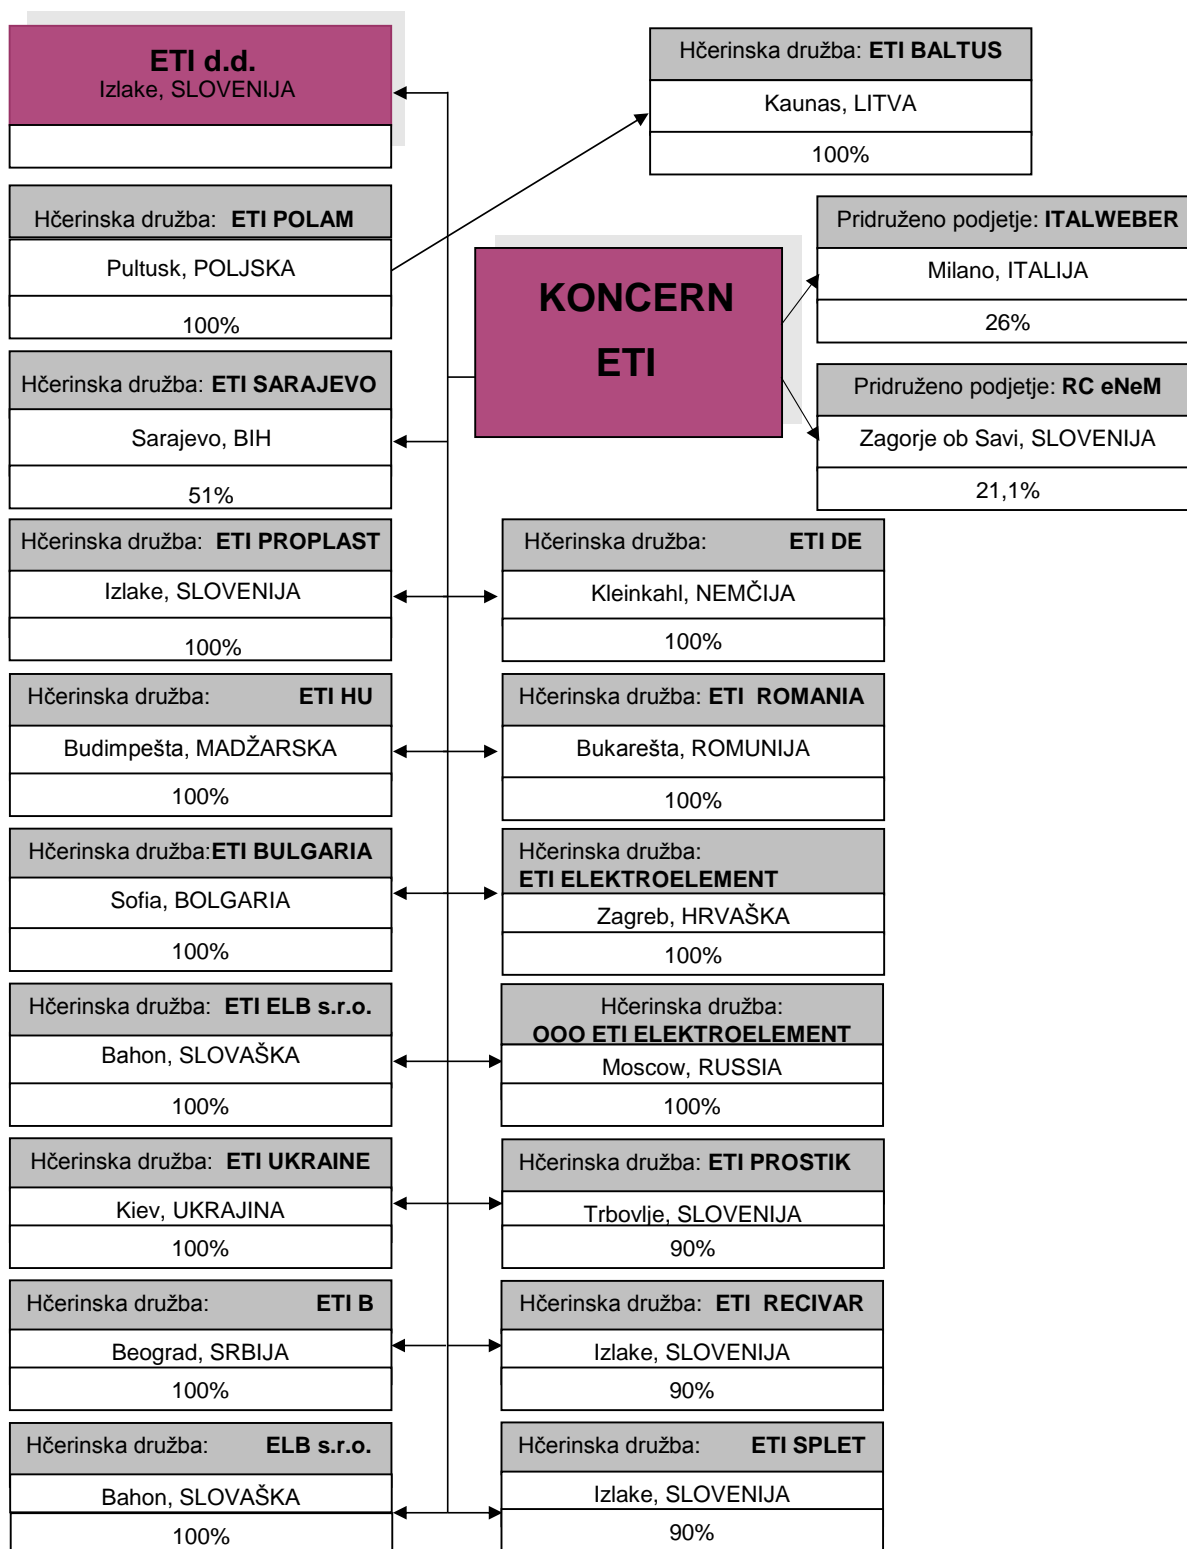 ETI d.d.
Izlake, SLOVENIJA
Hčerinska družba: ETI BALTUS
Kaunas, LITVA
100%
Hčerinska družba: ETI POLAM
Pultusk, POLJSKA
100%
KONCERN
ETI
Pridruženo podjetje: ITALWEBER
Milano, ITALIJA
26%
Hčerinska družba: ETI SARAJEVO
Sarajevo, BIH
51%
Pridruženo podjetje: RC eNeM
Zagorje ob Savi, SLOVENIJA
21,1%
Hčerinska družba: ETI PROPLAST
Izlake, SLOVENIJA
100%
Hčerinska družba: ETI DE
Kleinkahl, NEMČIJA
100%
Hčerinska družba: ETI HU
Budimpešta, MADŽARSKA
100%
Hčerinska družba: ETI ROMANIA
Bukarešta, ROMUNIJA
100%
Hčerinska družba:ETI BULGARIA
Sofia, BOLGARIA
100%
Hčerinska družba:
ETI ELEKTROELEMENT
Zagreb, HRVAŠKA
100%
Hčerinska družba: ETI ELB s.r.o.
Bahon, SLOVAŠKA
100%
Hčerinska družba:
OOO ETI ELEKTROELEMENT
Moscow, RUSSIA
100%
Hčerinska družba: ETI UKRAINE
Kiev, UKRAJINA
100%
Hčerinska družba: ETI PROSTIK
Trbovlje, SLOVENIJA
90%
Hčerinska družba: ETI B
Beograd, SRBIJA
100%
Hčerinska družba: ETI RECIVAR
Izlake, SLOVENIJA
90%
Hčerinska družba: ELB s.r.o.
Bahon, SLOVAŠKA
100%
Hčerinska družba: ETI SPLET
Izlake, SLOVENIJA
90%